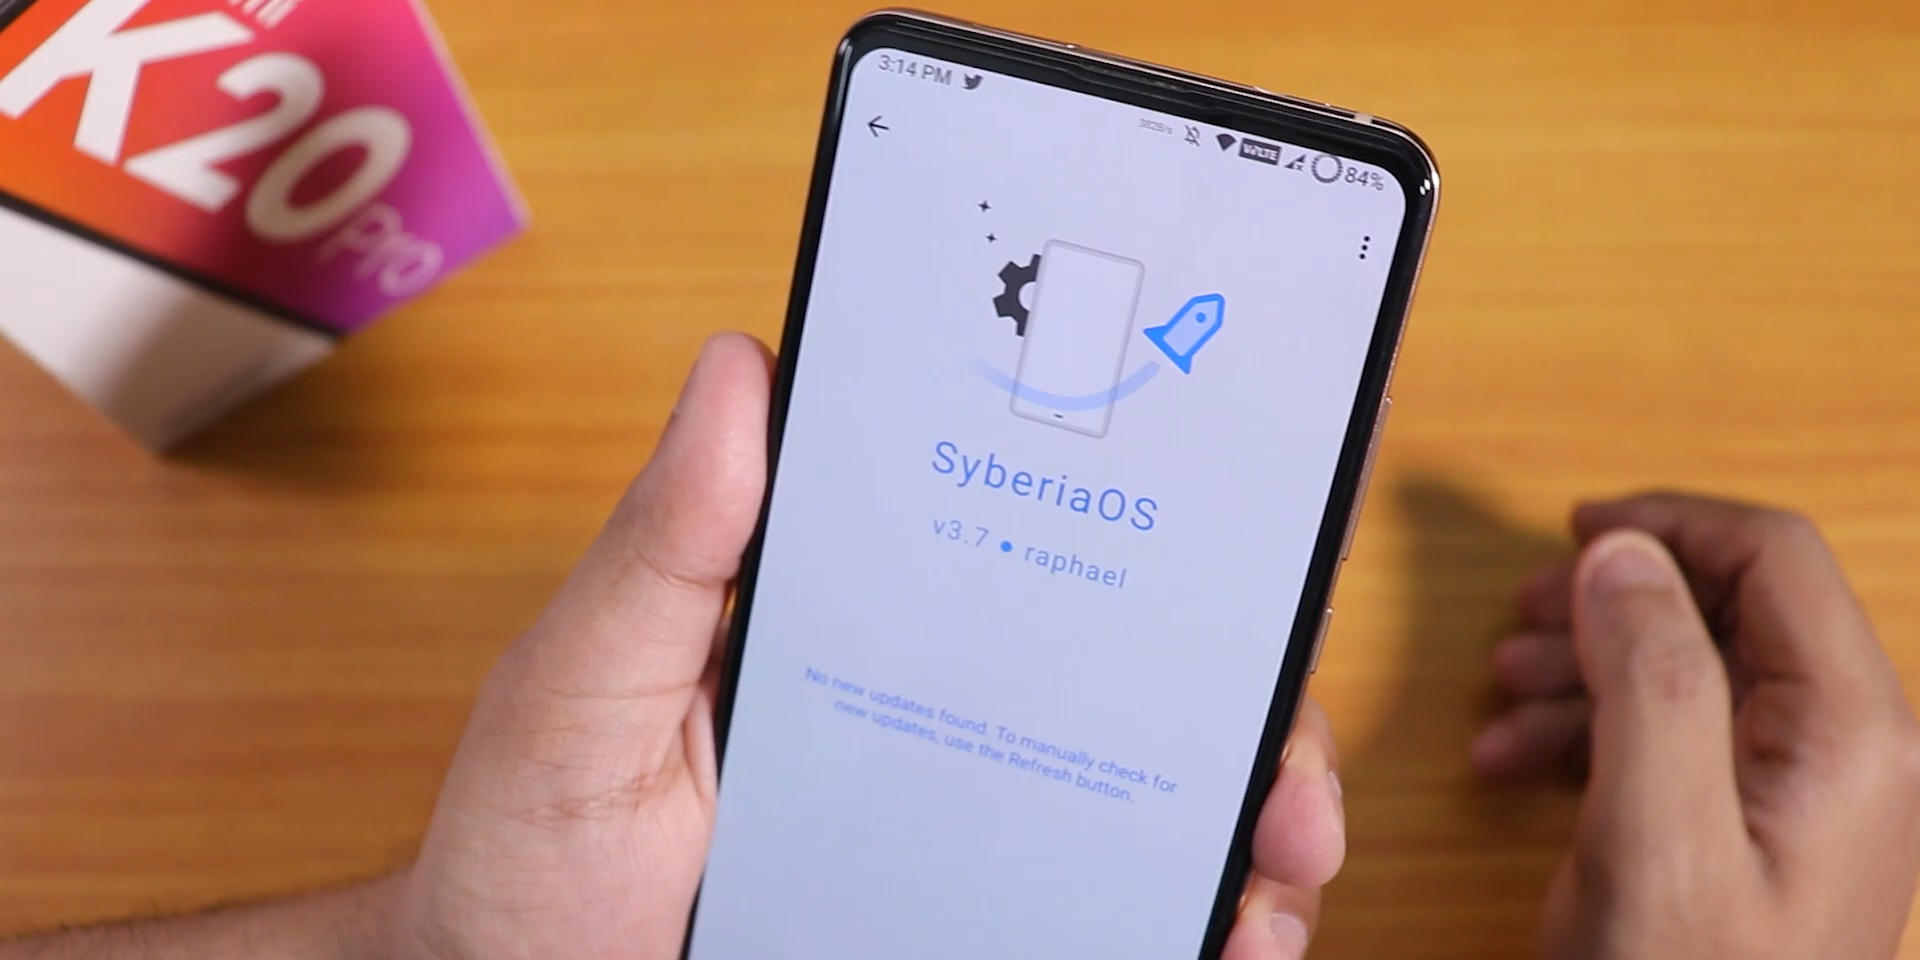 K20
Pro
3:14 PM
VoLTE
84%
SyberiaOS
v3.7 • raphael
No new updates found. To manually check for
new updates, use the Refresh button.